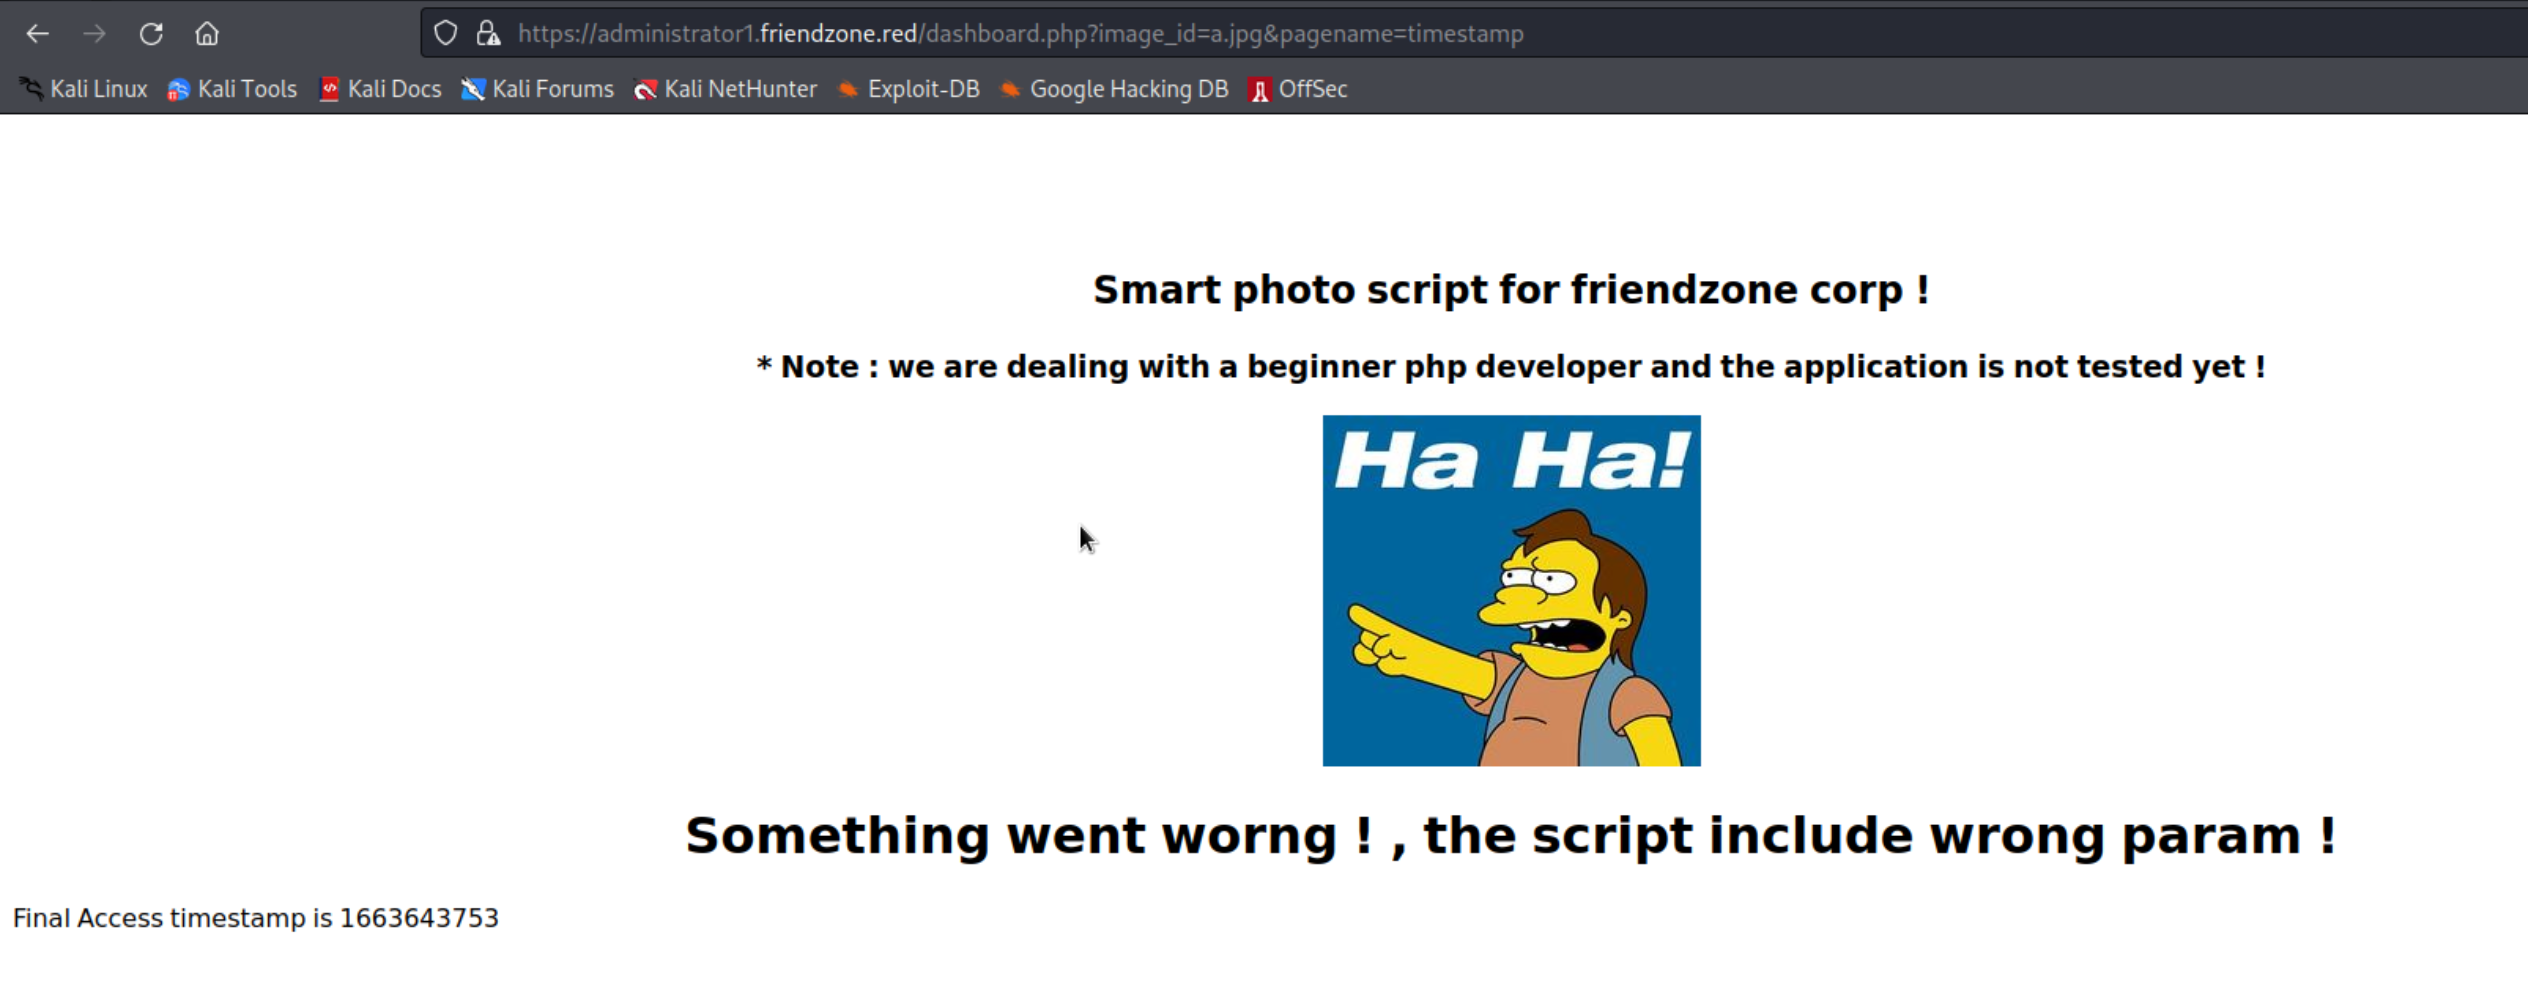 https://administrator1.friendzone.red/dashboard.php?image_id=a.jpg&pagename=timestamp
Kali Linux Kali Tools Kali Docs Kali Forums Kali NetHunter Exploit-DB Google Hacking DB OffSec
Smart photo script for friendzone corp !
* Note : we are dealing with a beginner php developer and the application is not tested yet !
Ha Ha!
Something went worng ! , the script include wrong param !
Final Access timestamp is 1663643753